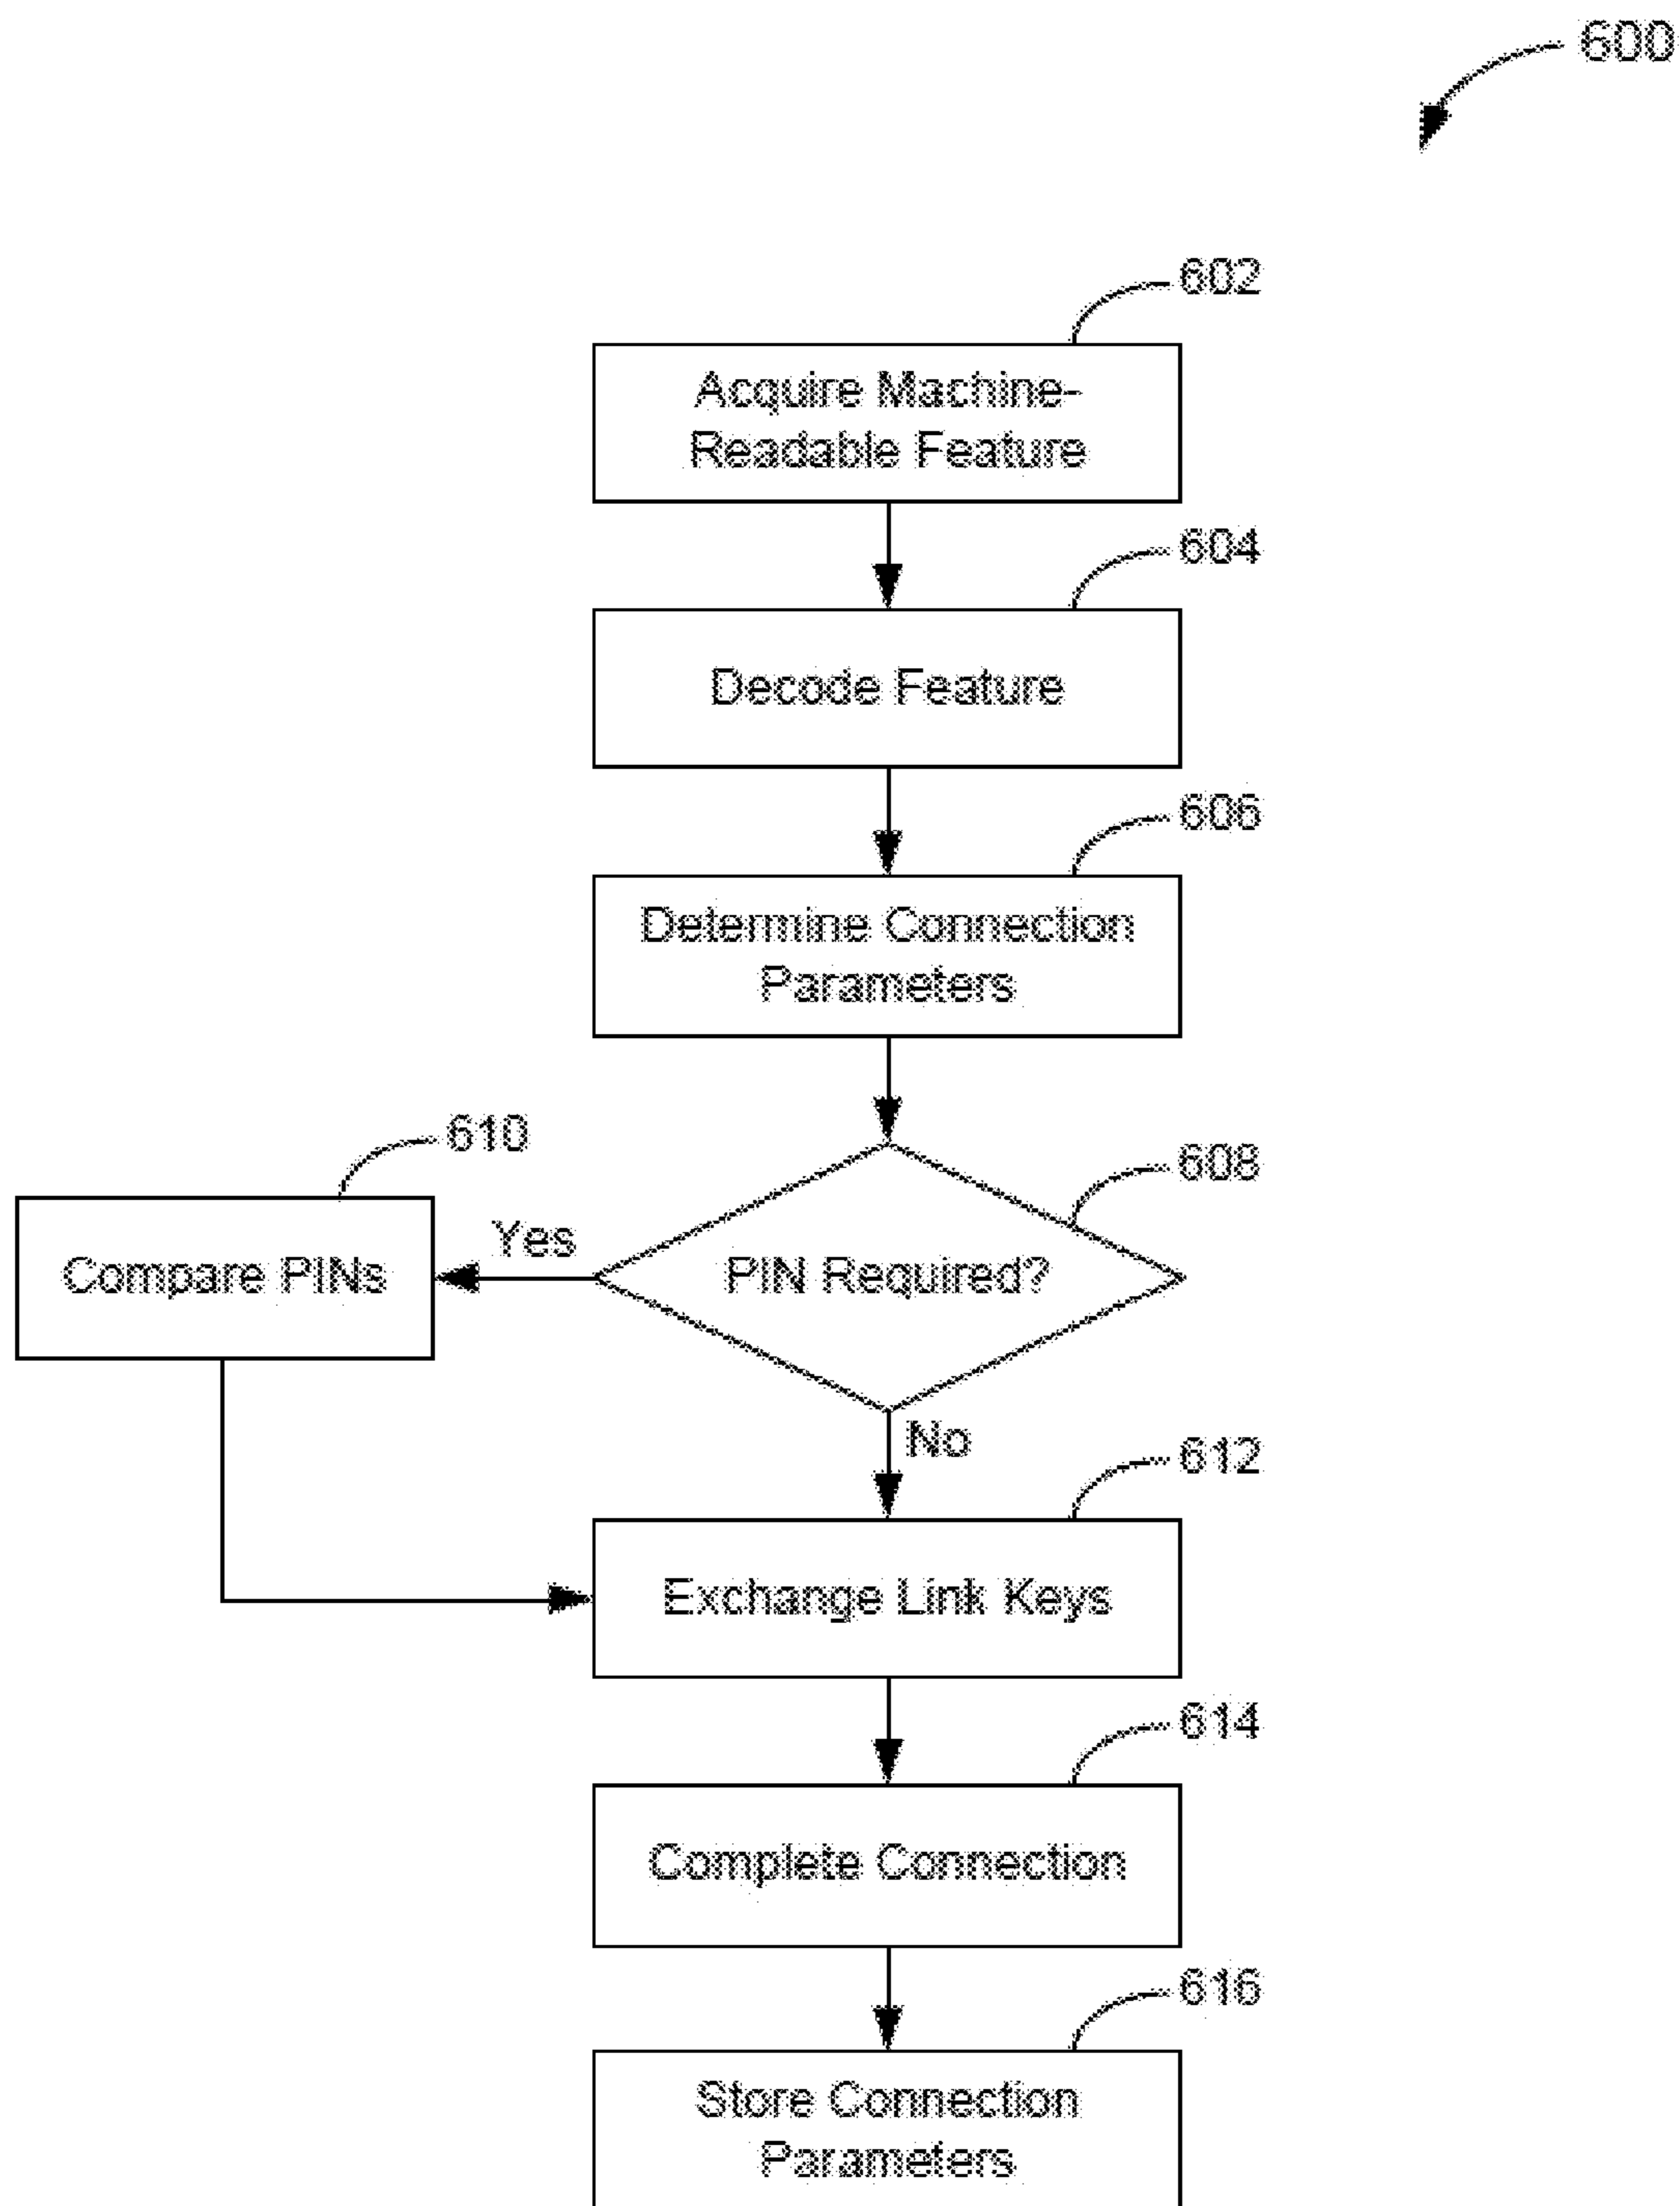 600
602
Acquire Machine-
Readable Feature
604
Decode Feature
606
Determine Connection
Parameters
610
608
Compare PINs
Yes
PIN Required?
No
612
Exchange Link Keys
614
Complete Connection
616
Store Connection
Parameters